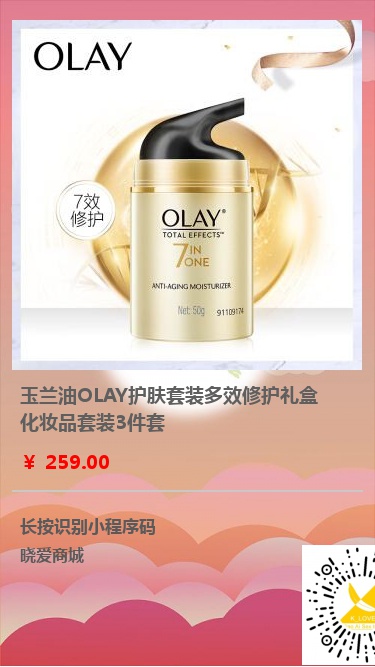 OLAY
7效
修护
OLAY®
TOTAL EFFECTS™
7 IN
ONE
ANTI-AGING MOISTURIZER
Net: 50g 91109174
玉兰油OLAY护肤套装多效修护礼盒
化妆品套装3件套
¥ 259.00
长按识别小程序码
晓爱商城